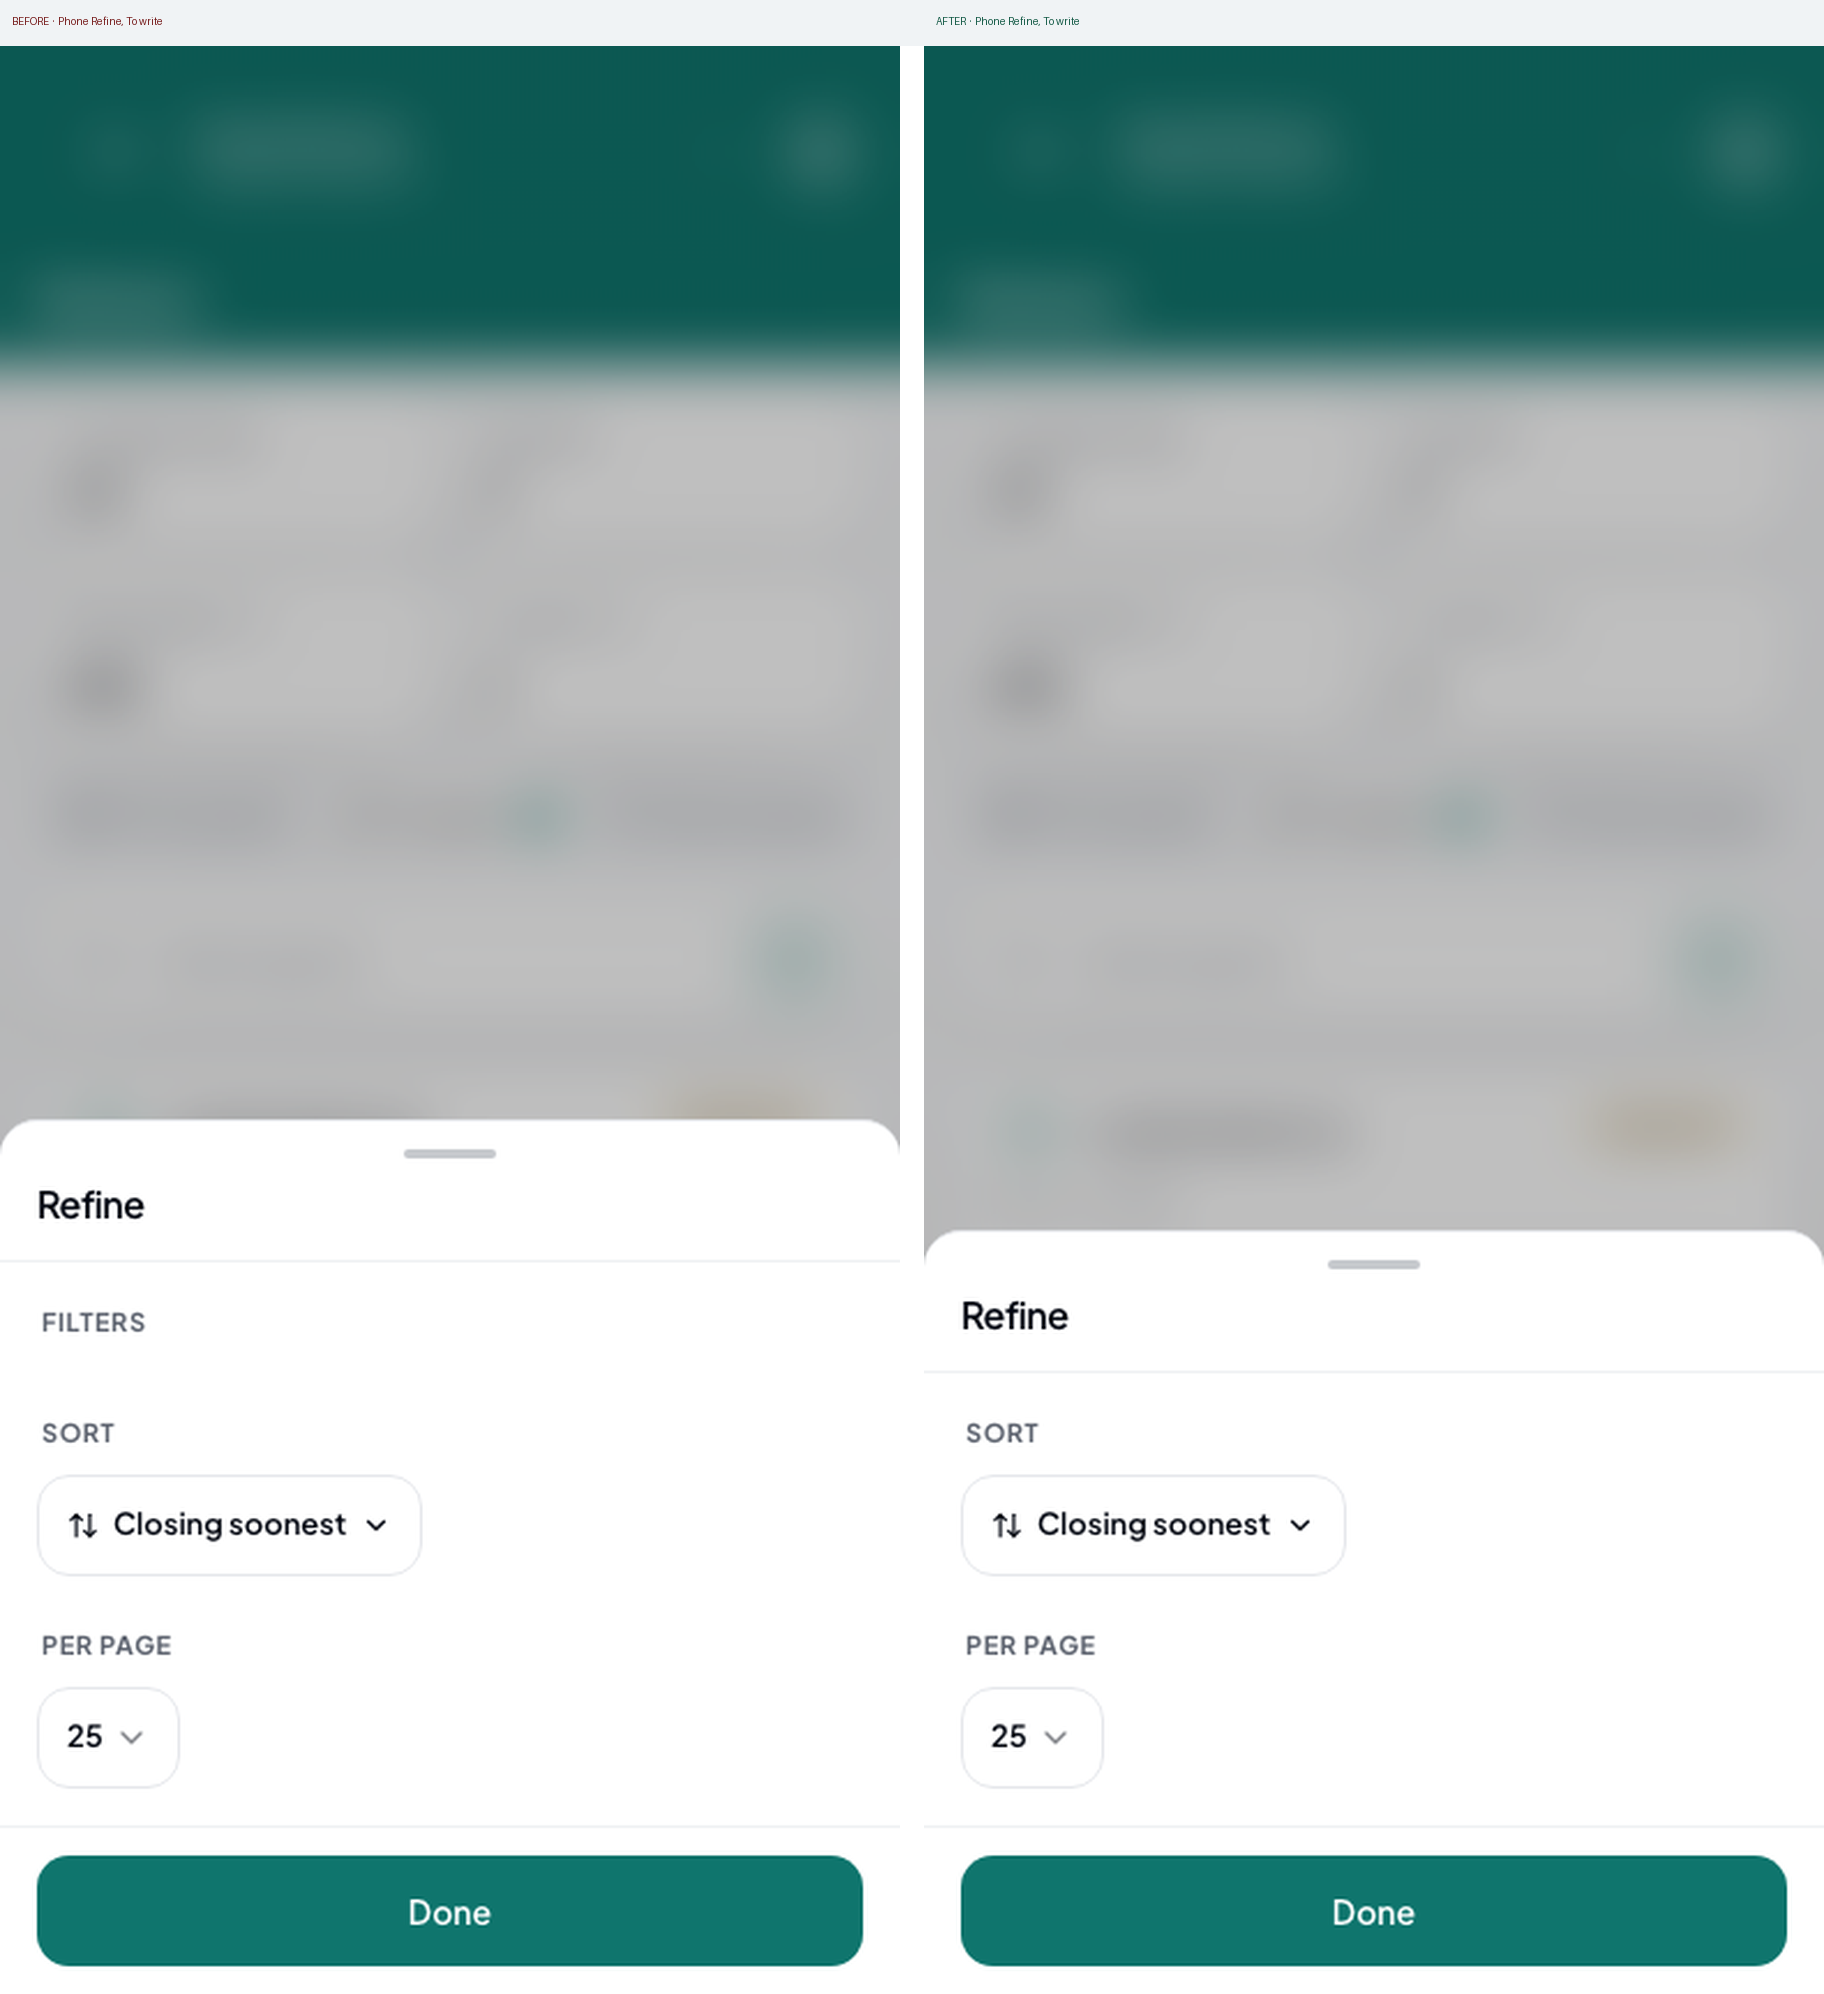 BEFORE · Phone Refine, To write
Refine
FILTERS
SORT
Closing soonest
PER PAGE
25
Done
AFTER · Phone Refine, To write
Refine
SORT
Closing soonest
PER PAGE
25
Done